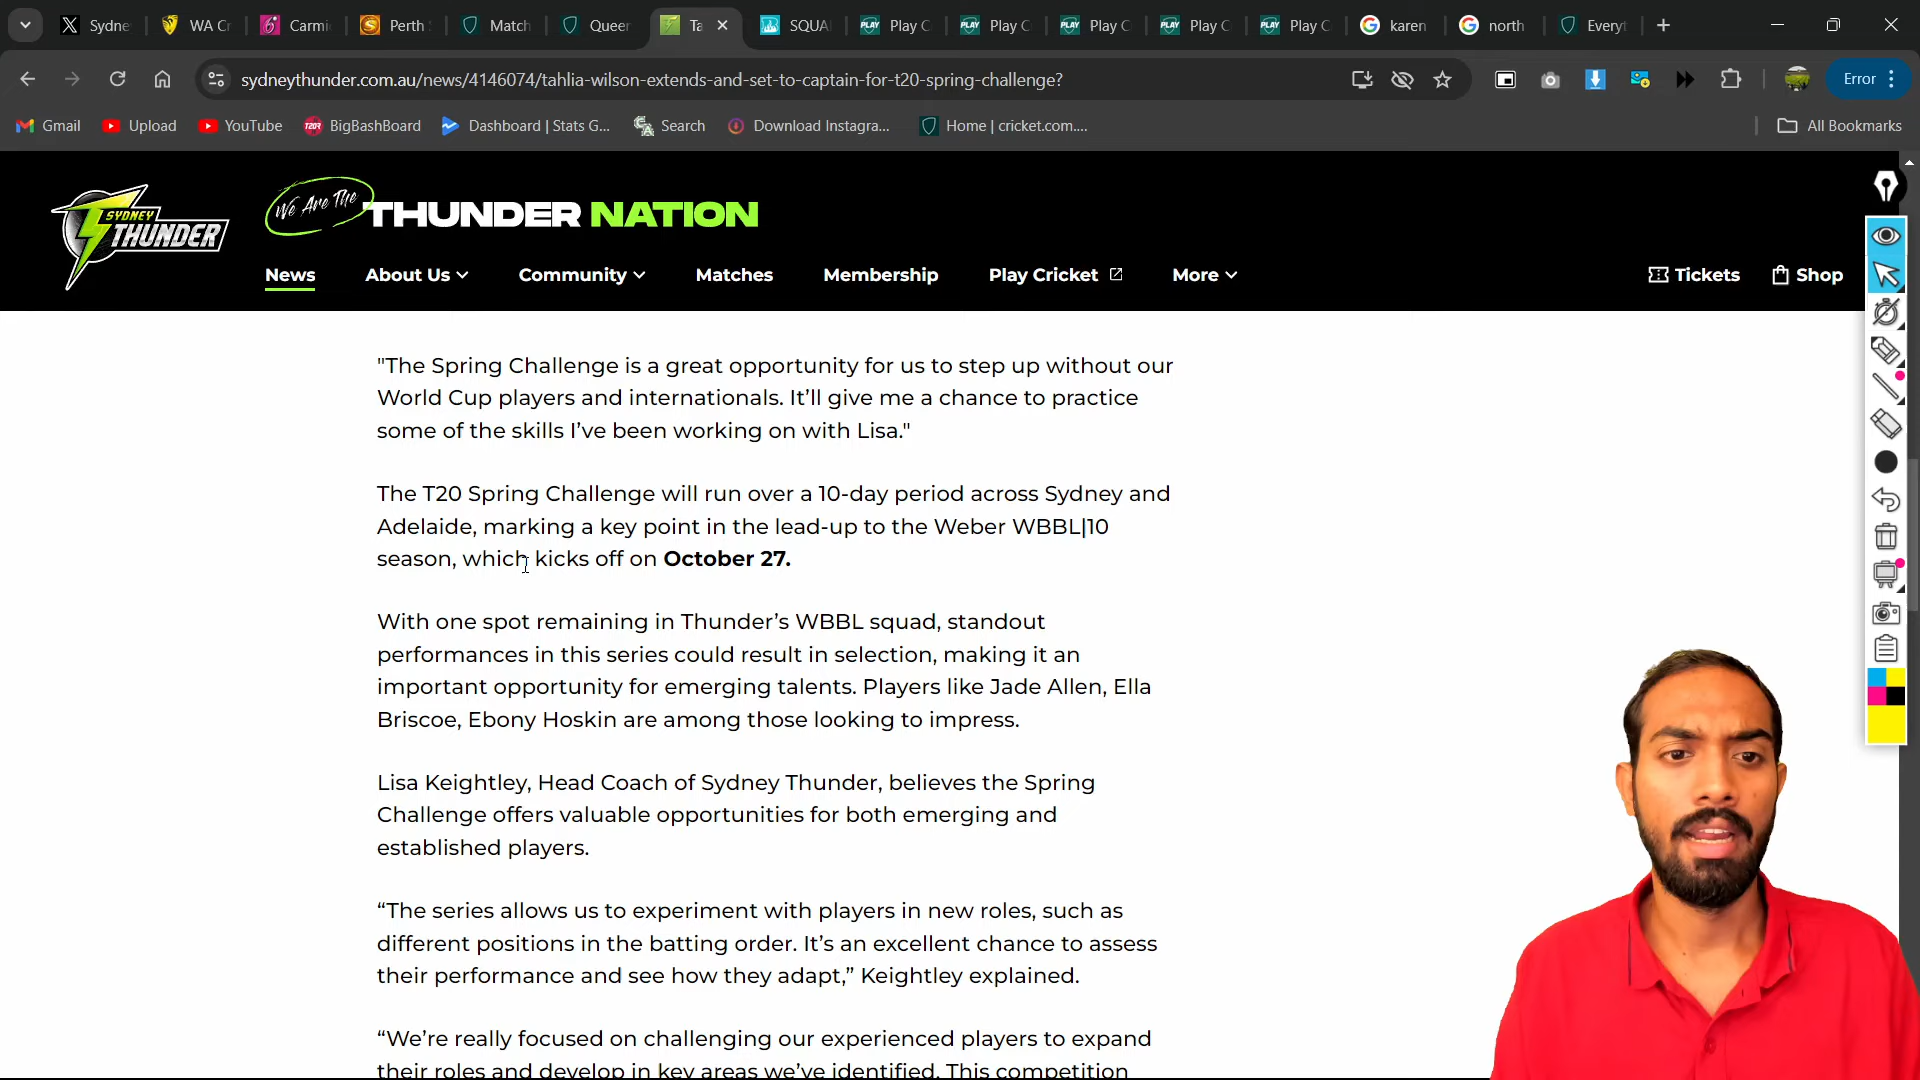 Sydne
WA Cr
Carmi
Perth
Match
Queer
Ta
SQUA
Play C
Play C
Play C
Play C
Play C
karen
north
Everyt
sydneythunder.com.au/news/4146074/tahlia-wilson-extends-and-set-to-captain-for-t20-spring-challenge?
Error
Gmail
Upload
YouTube
BigBashBoard
Dashboard | Stats G...
Search
Download Instagra...
Home | cricket.com....
All Bookmarks
SYDNEY
THUNDER
We Are The
THUNDER NATION
News
About Us
Community
Matches
Membership
Play Cricket
More
Tickets
Shop
"The Spring Challenge is a great opportunity for us to step up without our
World Cup players and internationals. It’ll give me a chance to practice
some of the skills I’ve been working on with Lisa."
The T20 Spring Challenge will run over a 10-day period across Sydney and
Adelaide, marking a key point in the lead-up to the Weber WBBL|10
season, which kicks off on October 27.
With one spot remaining in Thunder’s WBBL squad, standout
performances in this series could result in selection, making it an
important opportunity for emerging talents. Players like Jade Allen, Ella
Briscoe, Ebony Hoskin are among those looking to impress.
Lisa Keightley, Head Coach of Sydney Thunder, believes the Spring
Challenge offers valuable opportunities for both emerging and
established players.
“The series allows us to experiment with players in new roles, such as
different positions in the batting order. It’s an excellent chance to assess
their performance and see how they adapt,” Keightley explained.
“We’re really focused on challenging our experienced players to expand
their roles and develop in key areas we’ve identified. This competition